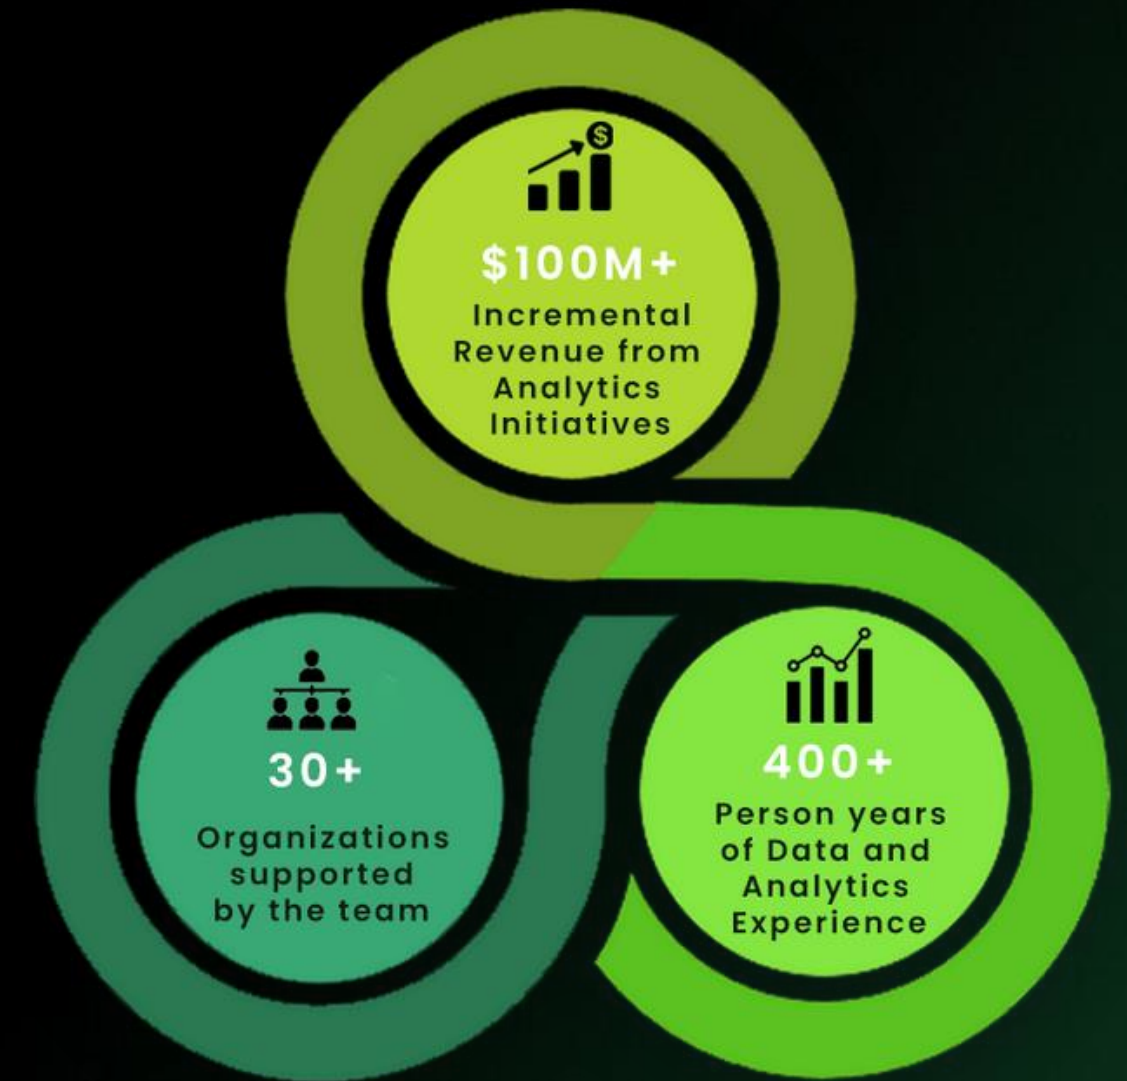 $100M+
Incremental
Revenue from
Analytics
Initiatives
30+
Organizations
supported
by the team
400+
Person years
of Data and
Analytics
Experience